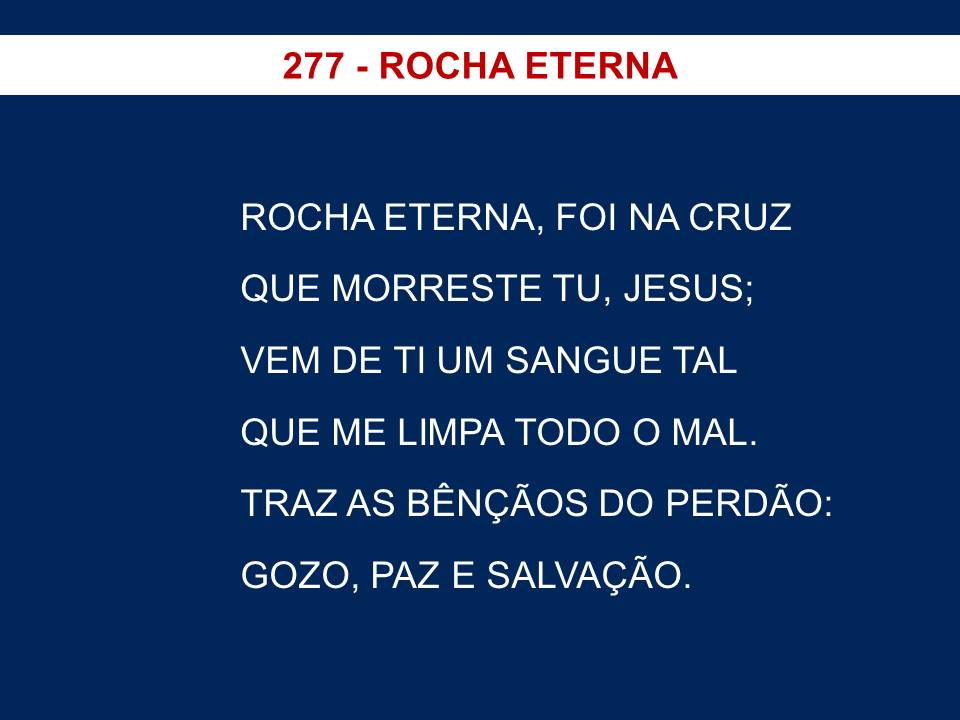 277 - ROCHA ETERNA
ROCHA ETERNA, FOI NA CRUZ
QUE MORRESTE TU, JESUS;
VEM DE TI UM SANGUE TAL
QUE ME LIMPA TODO O MAL.
TRAZ AS BÊNÇÃOS DO PERDÃO:
GOZO, PAZ E SALVAÇÃO.